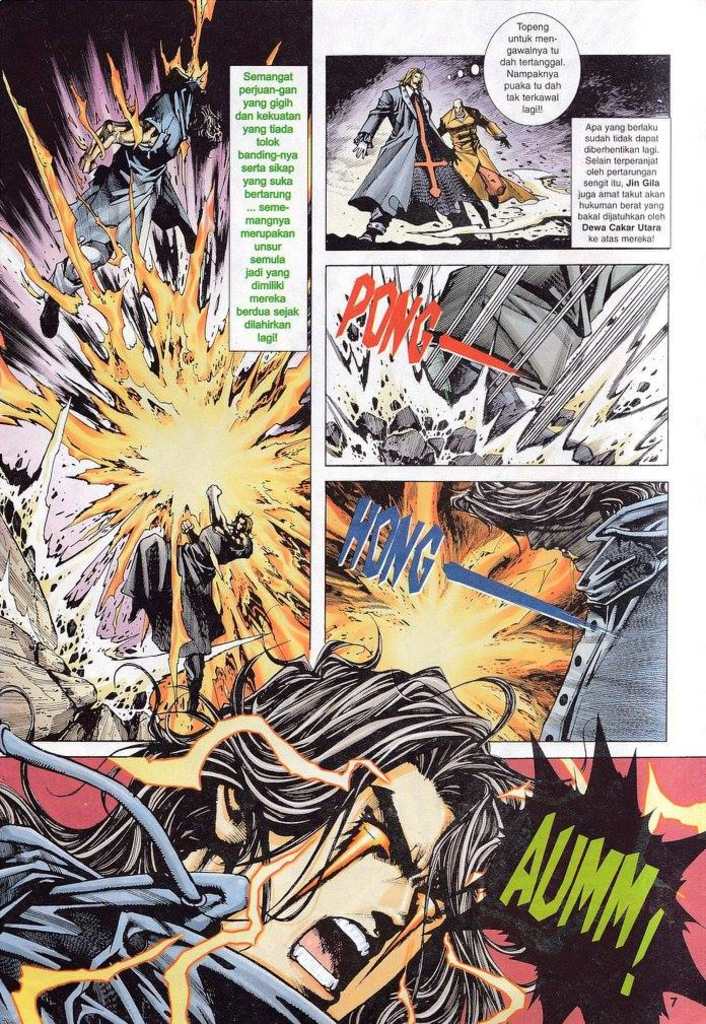 Semangat
perjuan-gan
yang gigih
dan kekuatan
yang tiada
tolok
banding-nya
serta sikap
yang suka
bertarung
... seme-
mangnya
merupakan
unsur
semula
jadi yang
dimiliki
mereka
berdua sejak
dilahirkan
lagi!
Topeng
untuk men-
gawalnya tu
dah tertanggal.
Nampaknya
puaka tu dah
tak terkawal
lagi!!
Apa yang berlaku
sudah tidak dapat
diberhentikan lagi.
Selain terperanjat
oleh pertarungan
sengit itu, Jin Gila
juga amat takut akan
hukuman berat yang
bakal dijatuhkan oleh
Dewa Cakar Utara
ke atas mereka!
PONG
HONG
AUMM!
7